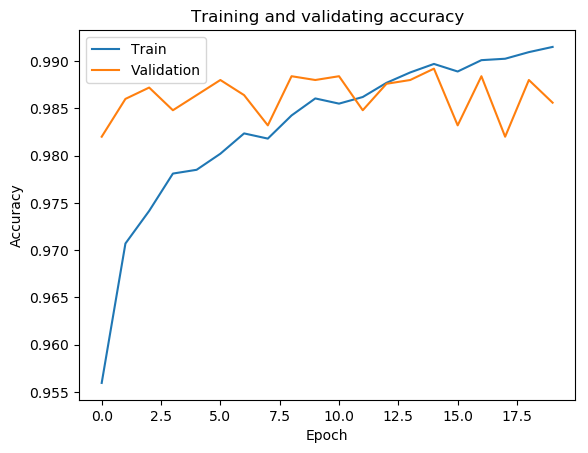 Training and validating accuracy
Train
Validation
0.990
0.985
0.980
0.975
0.970
0.965
0.960
0.955
Accuracy
0.0 2.5 5.0 7.5 10.0 12.5 15.0 17.5
Epoch